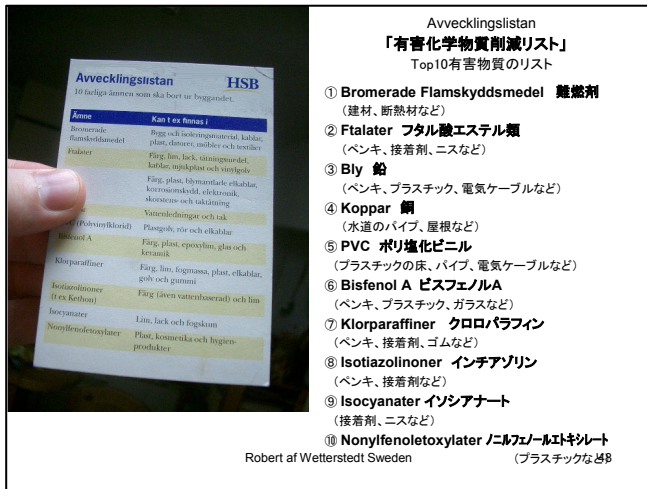 Avvecklingslistan
HSB
10 farliga ämnen som ska bort ur byggandet.
Ämne Kan t ex finnas i
Bromerade flamskyddsmedel
Bygg och isoleringsmaterial, kablar,
plast, datorer, möbler och textilier
Ftalater
Färg, lim, lack, tätningsmedel,
kablar, mjukplast och vinylgolv
Färg, plast, blymantlade elkablar,
korrosionskydd, elektronik,
skorstens- och taktätning
Vattenledningar och tak
(Polyvinylklorid) Plastgolv, rör och elkablar
Bisfenol A
Färg, plast, epoxylim, glas och
keramik
Klorparaffiner
Färg, lim, fogmassa, plast, elkablar,
golv och gummi
Isotiazolinoner
(t ex Kethon)
Färg (även vattenbaserad) och lim
Isocyanater
Lim, lack och fogskum
Nonylfenoletoxylater
Plast, kosmetika och hygien-
produkter
Avvecklingslistan
「有害化学物質削減リスト」
Top10有害物質のリスト
① Bromerade Flamskyddsmedel 難燃剤
(建材、断熱材など)
② Ftalater フタル酸エステル類
(ペンキ、接着剤、ニスなど)
③ Bly 鉛
(ペンキ、プラスチック、電気ケーブルなど)
④ Koppar 銅
(水道のパイプ、屋根など)
⑤ PVC ポリ塩化ビニル
(プラスチックの床、パイプ、電気ケーブルなど)
⑥ Bisfenol A ビスフェノルA
(ペンキ、プラスチック、ガラスなど)
⑦ Klorparaffiner クロロパラフィン
(ペンキ、接着剤、ゴムなど)
⑧ Isotiazolinoner インチアゾリン
(ペンキ、接着剤など)
⑨ Isocyanater イソシアナート
(接着剤、ニスなど)
⑩ Nonylfenoletoxylater ノニルフェノールエトキシレート
(プラスチックなど)
Robert af Wetterstedt Sweden
48